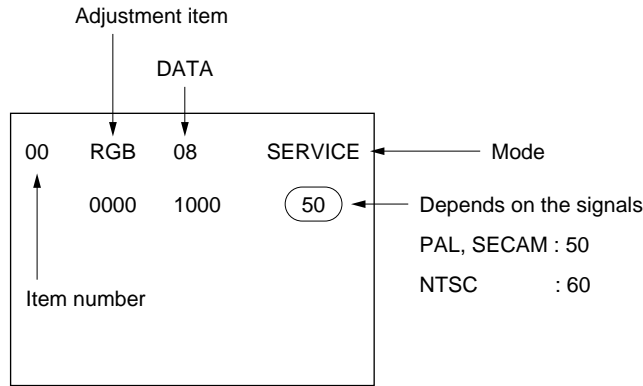 Adjustment item
DATA
00 RGB 08 SERVICE
Mode
0000 1000 50
Depends on the signals
PAL, SECAM : 50
NTSC : 60
Item number